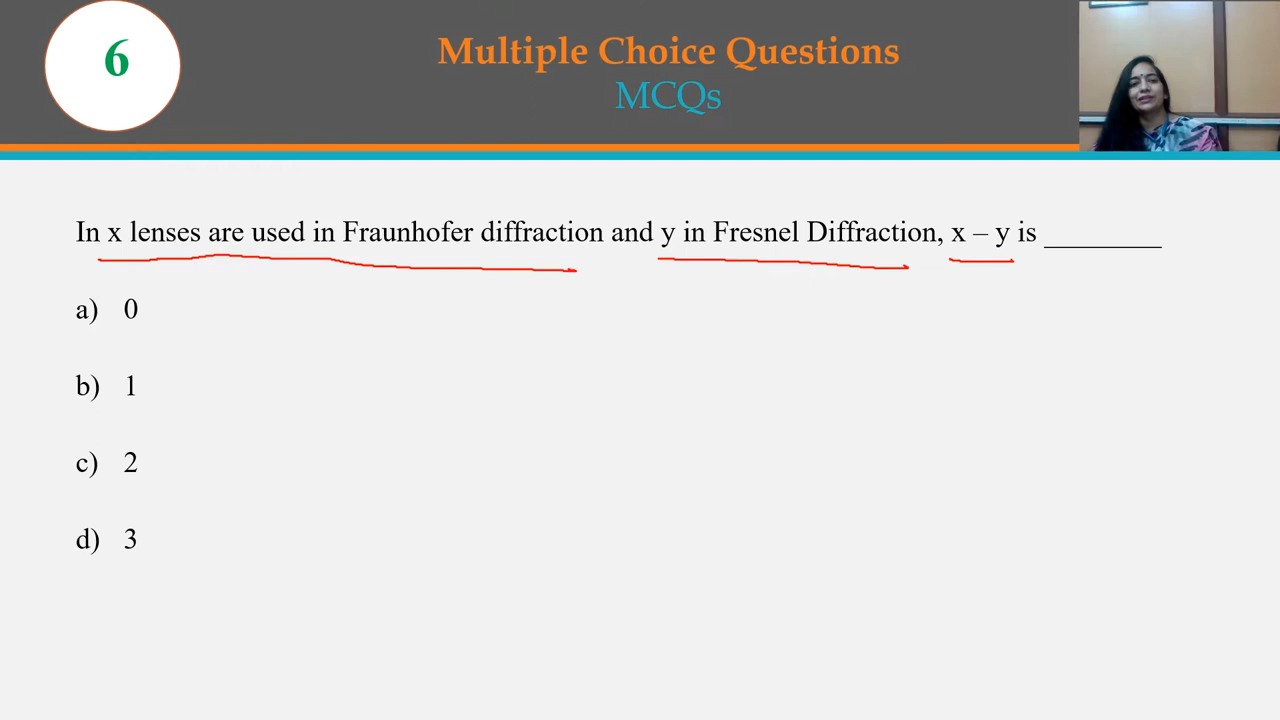 6
Multiple Choice Questions
MCQs
In x lenses are used in Fraunhofer diffraction and y in Fresnel Diffraction, x – y is ________
a) 0
b) 1
c) 2
d) 3